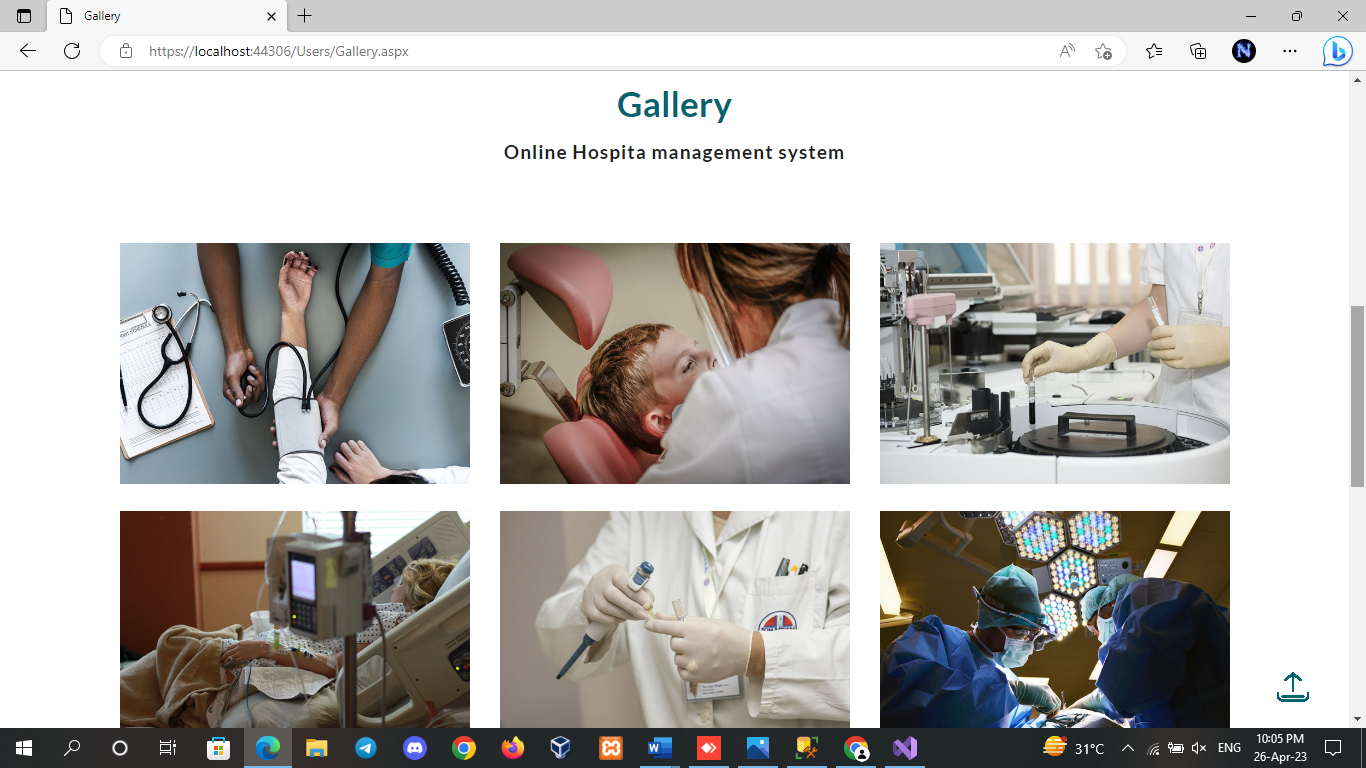 Gallery
https://localhost:44306/Users/Gallery.aspx
Gallery
Online Hospita management system
31°C
ENG
10:05 PM
26-Apr-23